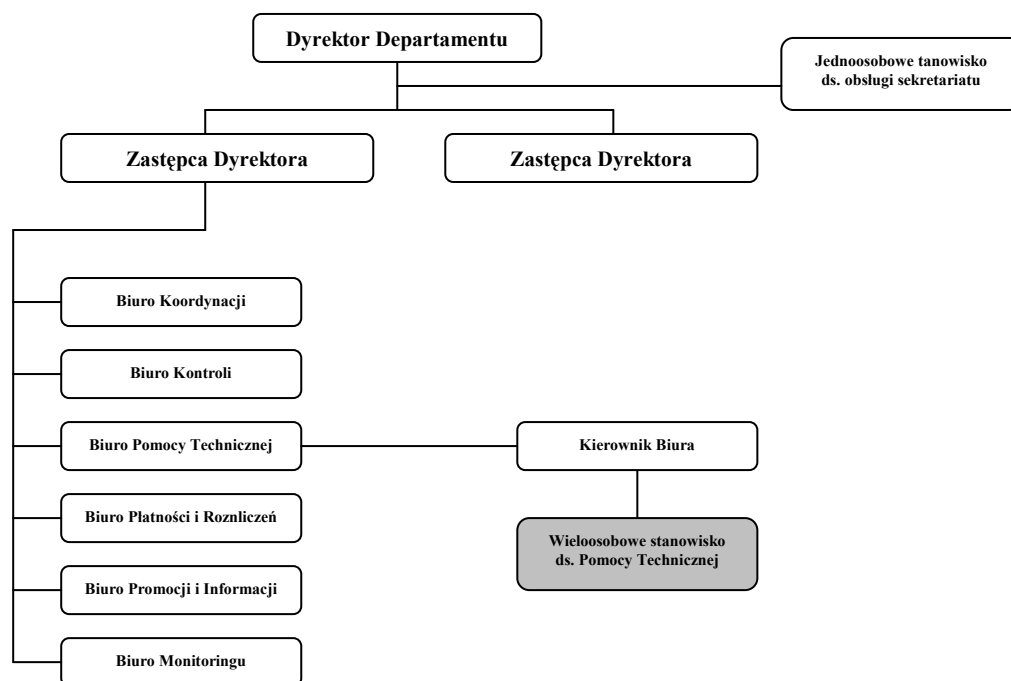 Dyrektor Departamentu
Jednoosobowe tanowisko
ds. obsługi sekretariatu
Zastępca Dyrektora
Zastępca Dyrektora
Biuro Koordynacji
Biuro Kontroli
Biuro Pomocy Technicznej
Kierownik Biura
Biuro Płatności i Roznliczeń
Wieloosobowe stanowisko
ds. Pomocy Technicznej
Biuro Promocji i Informacji
Biuro Monitoringu